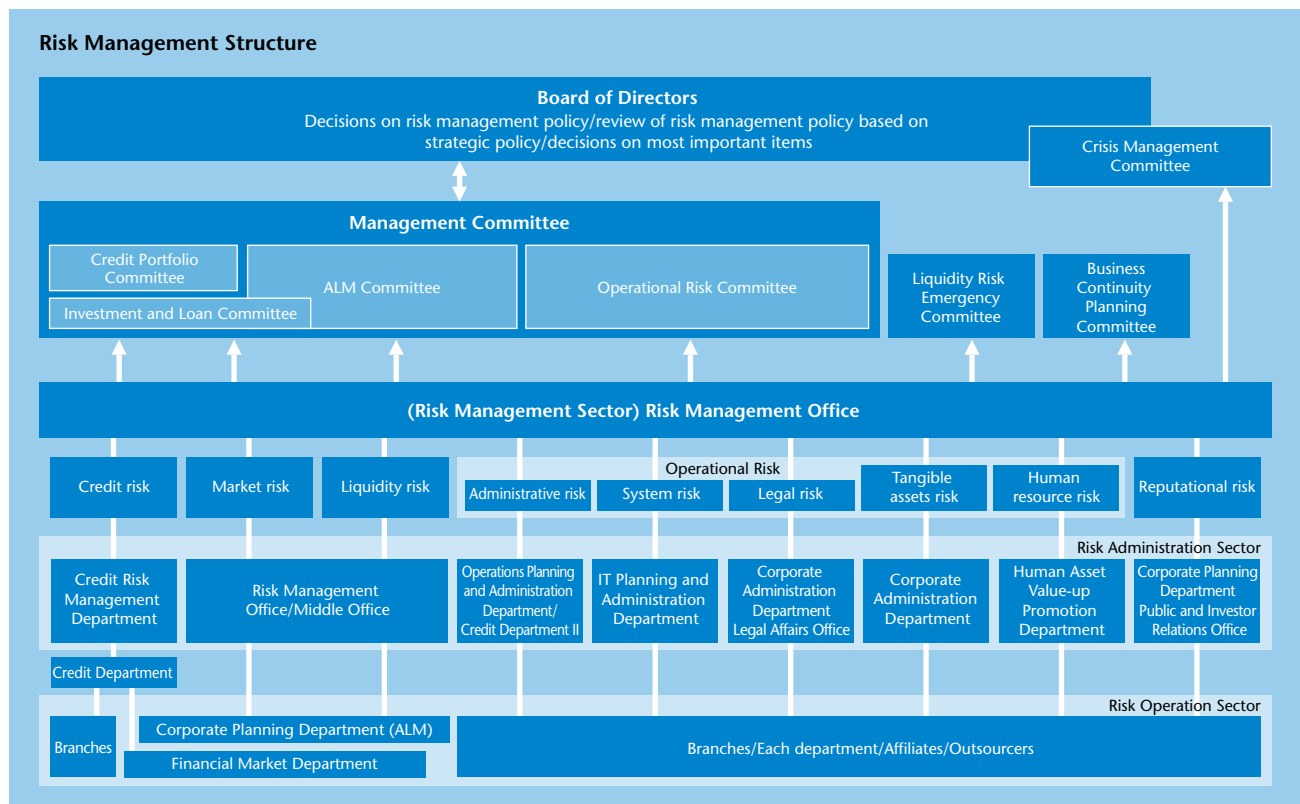 Risk Management Structure
Board of Directors
Decisions on risk management policy/review of risk management policy based on
strategic policy/decisions on most important items
Crisis Management
Committee
Management Committee
Credit Portfolio
Committee
ALM Committee
Investment and Loan Committee
Operational Risk Committee
Liquidity Risk
Emergency
Committee
Business
Continuity
Planning
Committee
(Risk Management Sector) Risk Management Office
Credit risk
Market risk
Liquidity risk
Operational Risk
Administrative risk
System risk
Legal risk
Tangible
assets risk
Human
resource risk
Reputational risk
Risk Administration Sector
Credit Risk
Management
Department
Risk Management
Office/Middle Office
Operations Planning
and Administration
Department/
Credit Department II
IT Planning and
Administration
Department
Corporate
Administration
Department
Legal Affairs Office
Corporate
Administration
Department
Human Asset
Value-up
Promotion
Department
Corporate Planning
Department
Public and Investor
Relations Office
Credit Department
Risk Operation Sector
Branches
Corporate Planning Department (ALM)
Financial Market Department
Branches/Each department/Affiliates/Outsourcers